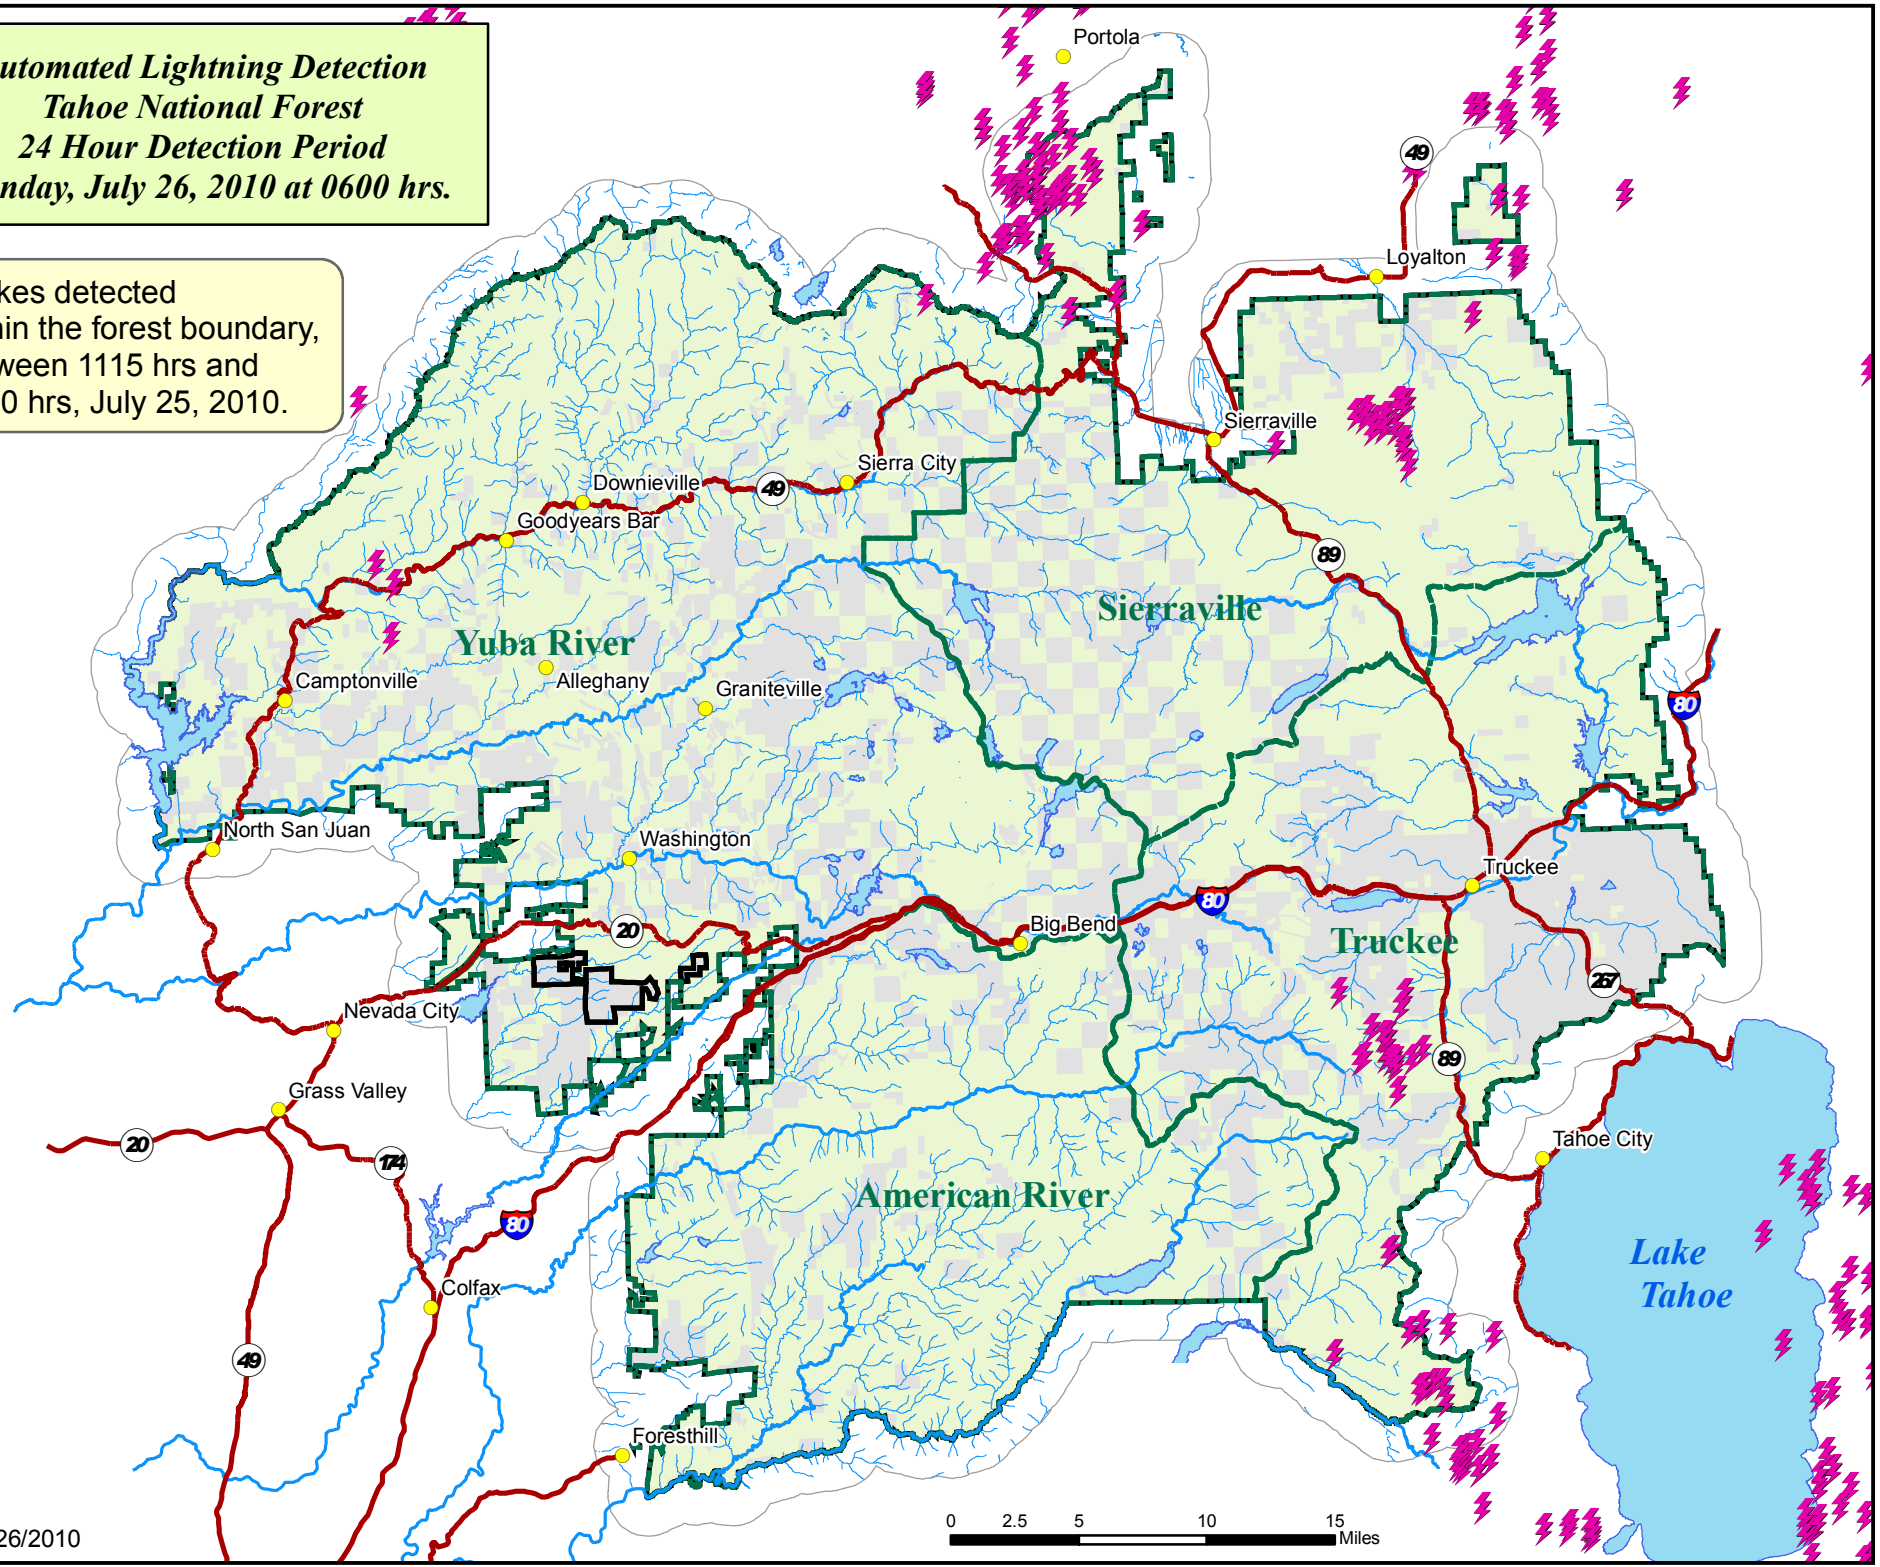 utomated Lightning Detection
Tahoe National Forest
24 Hour Detection Period
nday, July 26, 2010 at 0600 hrs.
kes detected
in the forest boundary,
ween 1115 hrs and
0 hrs, July 25, 2010.
Portola
49
Loyalton
Sierraville
Sierra City
Downieville
49
Goodyears Bar
89
Sierraville
Yuba River
Alleghany
Camptonville
Graniteville
80
North San Juan
Washington
Truckee
80
Big Bend
20
Truckee
267
Nevada City
89
Grass Valley
20
174
Tahoe City
American River
80
Lake
Tahoe
Colfax
49
Foresthill
0 2.5 5 10 15
Miles
26/2010